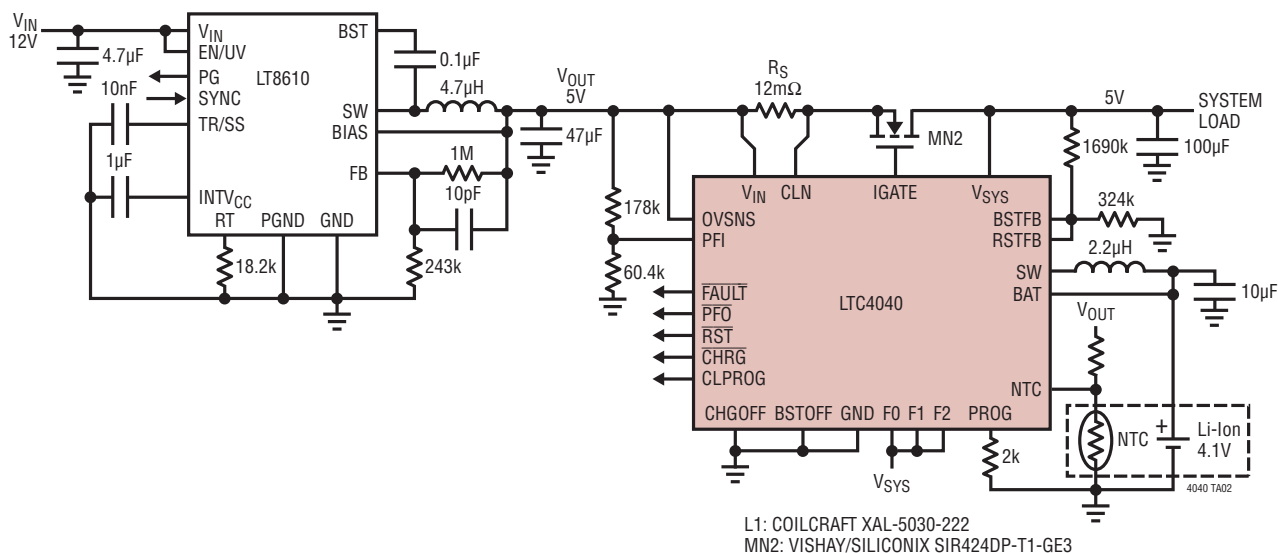 VIN
12V
4.7µF
VIN
EN/UV
PG
SYNC
TR/SS
INTVCC
RT
PGND
GND
BST
SW
BIAS
FB
LT8610
10nF
1µF
18.2k
0.1µF
4.7µH
1M
10pF
243k
VOUT
5V
47µF
178k
60.4k
RS
12mΩ
MN2
5V
SYSTEM
LOAD
1690k
100µF
324k
2.2µH
10µF
VIN
CLN
IGATE
VSYS
OVSNS
PFI
FAULT
PFO
RST
CHRG
CLPROG
LTC4040
BSTFB
RSTFB
SW
BAT
NTC
CHGOFF
BSTOFF
GND
F0
F1
F2
PROG
VSYS
2k
VOUT
NTC
+
Li-Ion
4.1V
4040 TA02
L1: COILCRAFT XAL-5030-222
MN2: VISHAY/SILICONIX SIR424DP-T1-GE3